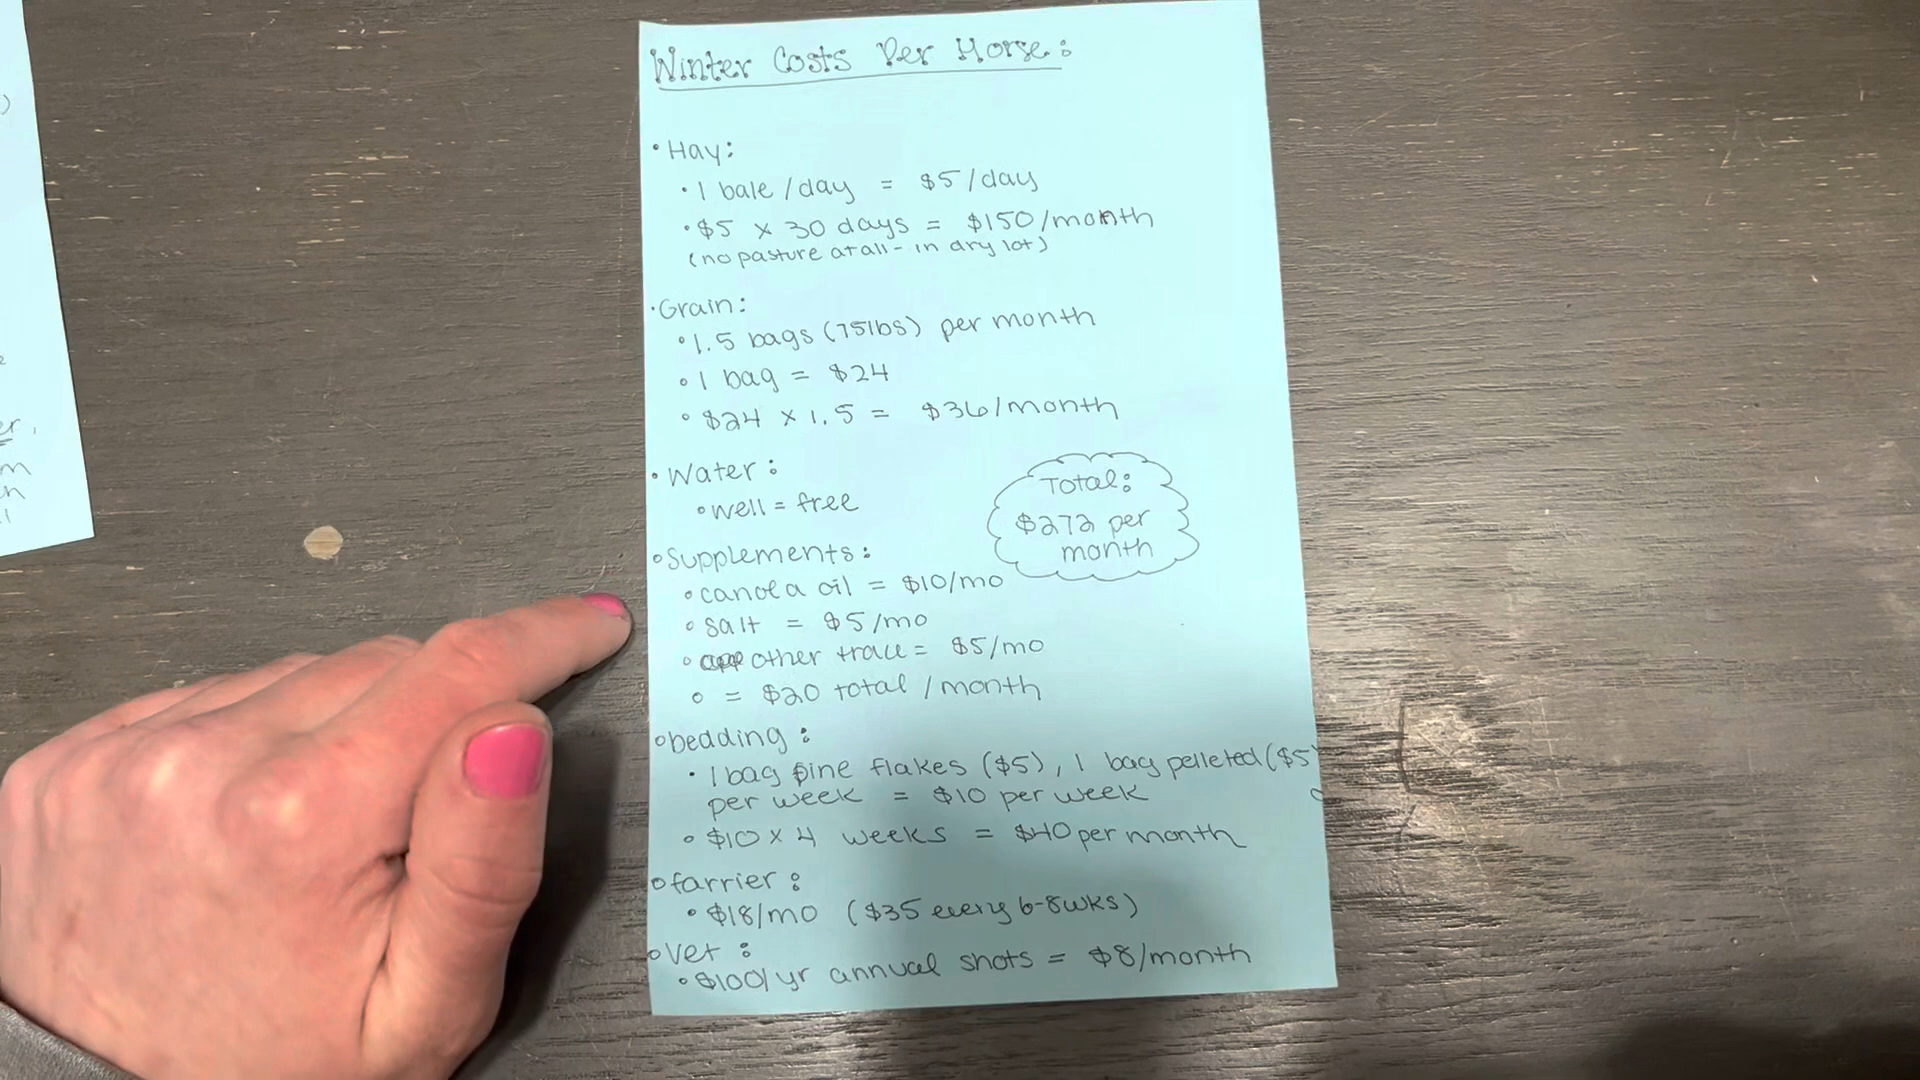 Winter Costs Per Horse:
• Hay:
• 1 bale/day = $5/day
• $5 x 30 days = $150/month
(no pasture at all - in dry lot)
• Grain:
• 1.5 bags (75lbs) per month
• 1 bag = $24
• $24 x 1.5 = $36/month
• Water:
• well = free
Total:
$272 per
month
• Supplements:
• canola oil = $10/mo
• salt = $5/mo
• other trace = $5/mo
• = $20 total/month
• bedding:
• 1 bag pine flakes ($5), 1 bag pelleted ($5)
per week = $10 per week
• $10 x 4 weeks = $40 per month
• farrier:
• $18/mo ($35 every 6-8wks)
• vet:
• $100/yr annual shots = $8/month